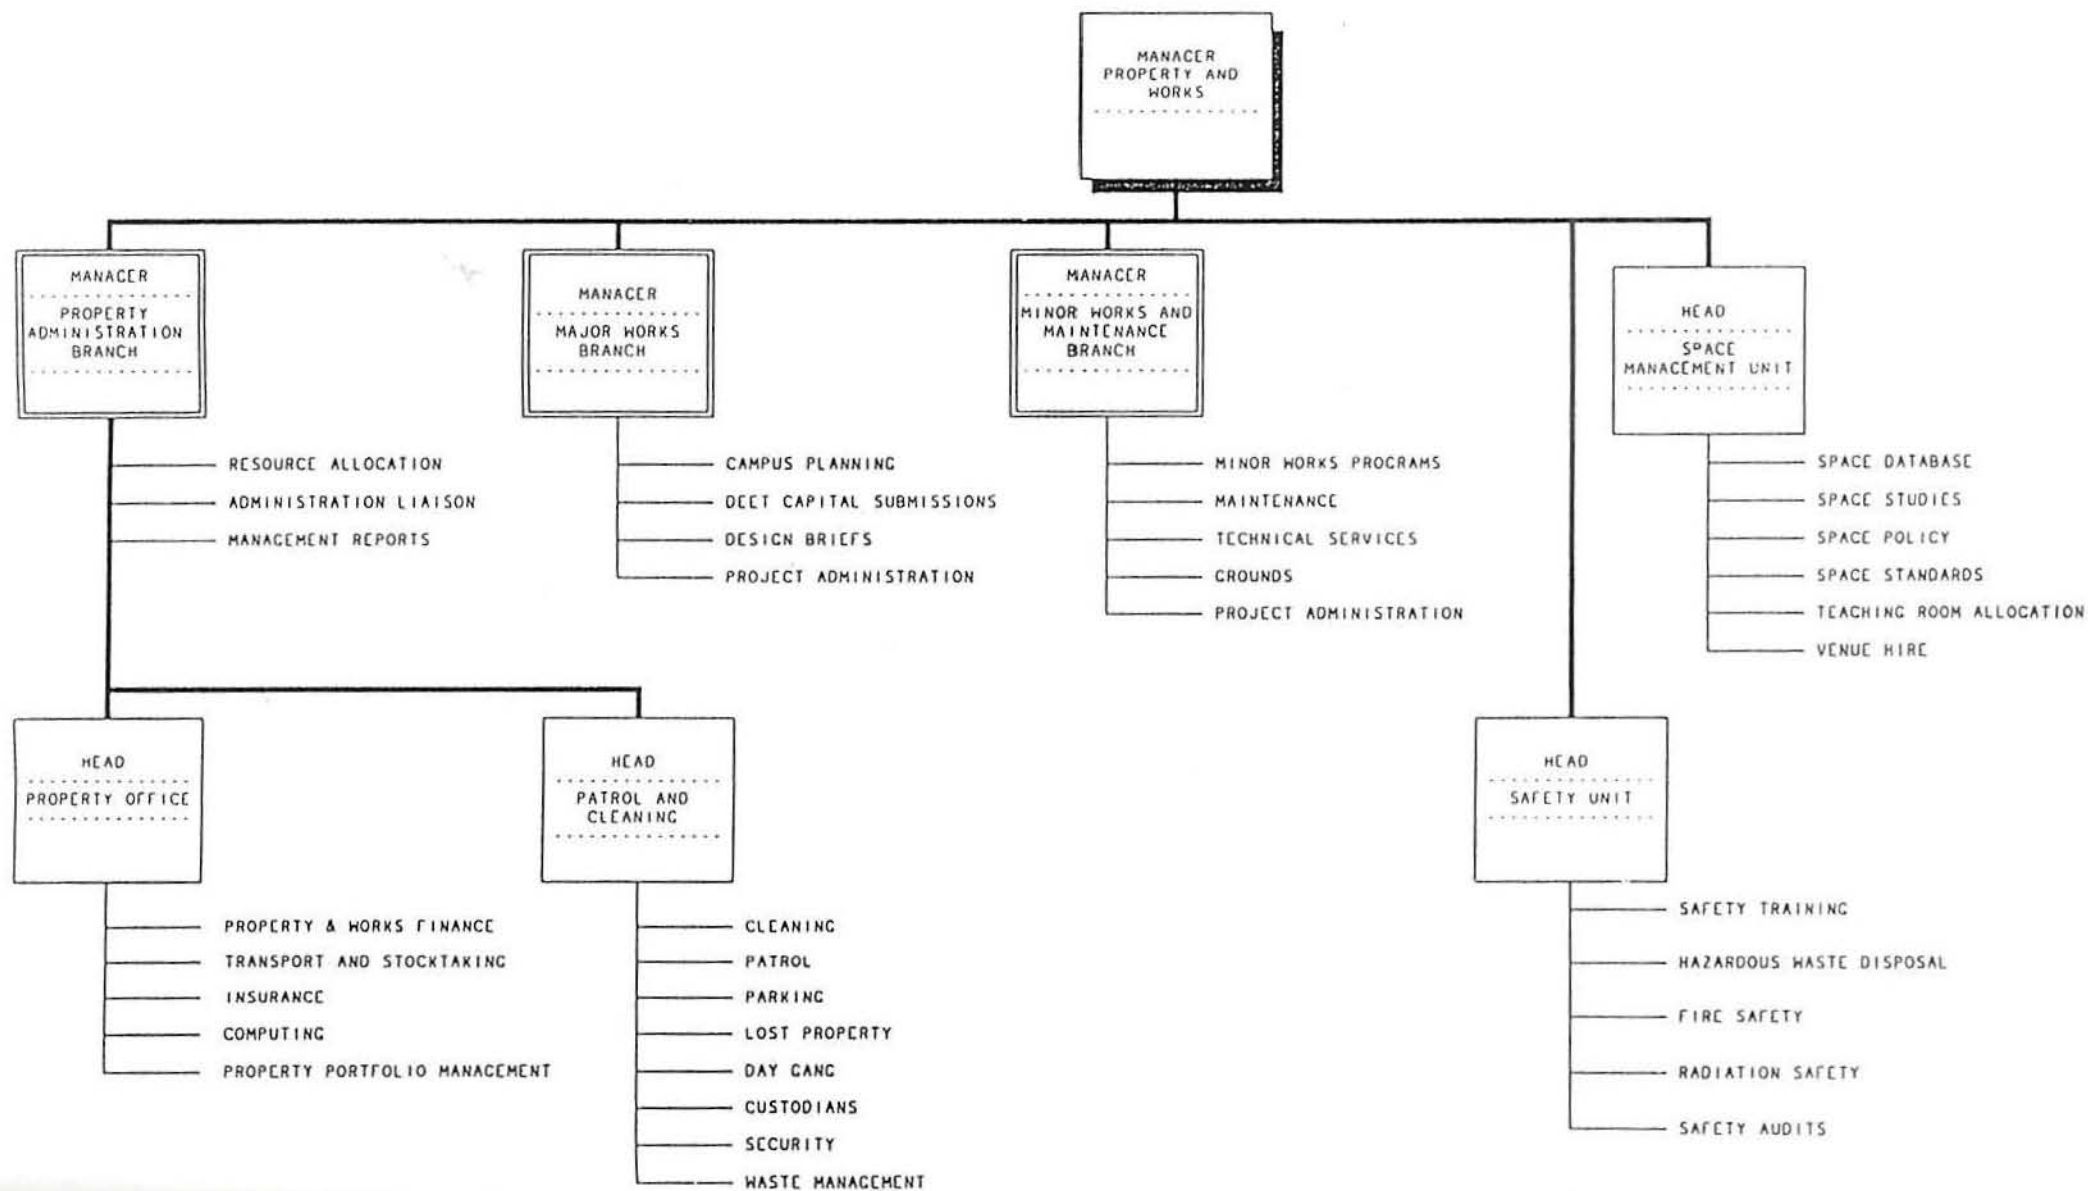 MANAGER
PROPERTY AND
WORKS
MANAGER
PROPERTY
ADMINISTRATION
BRANCH
RESOURCE ALLOCATION
ADMINISTRATION LIAISON
MANAGEMENT REPORTS
MANAGER
MAJOR WORKS
BRANCH
CAMPUS PLANNING
DEET CAPITAL SUBMISSIONS
DESIGN BRIEFS
PROJECT ADMINISTRATION
MANAGER
MINOR WORKS AND
MAINTENANCE
BRANCH
MINOR WORKS PROGRAMS
MAINTENANCE
TECHNICAL SERVICES
GROUNDS
PROJECT ADMINISTRATION
HEAD
SPACE
MANAGEMENT UNIT
SPACE DATABASE
SPACE STUDIES
SPACE POLICY
SPACE STANDARDS
TEACHING ROOM ALLOCATION
VENUE HIRE
HEAD
PROPERTY OFFICE
PROPERTY & WORKS FINANCE
TRANSPORT AND STOCKTAKING
INSURANCE
COMPUTING
PROPERTY PORTFOLIO MANAGEMENT
HEAD
PATROL AND
CLEANING
CLEANING
PATROL
PARKING
LOST PROPERTY
DAY GANG
CUSTODIANS
SECURITY
WASTE MANAGEMENT
HEAD
SAFETY UNIT
SAFETY TRAINING
HAZARDOUS WASTE DISPOSAL
FIRE SAFETY
RADIATION SAFETY
SAFETY AUDITS